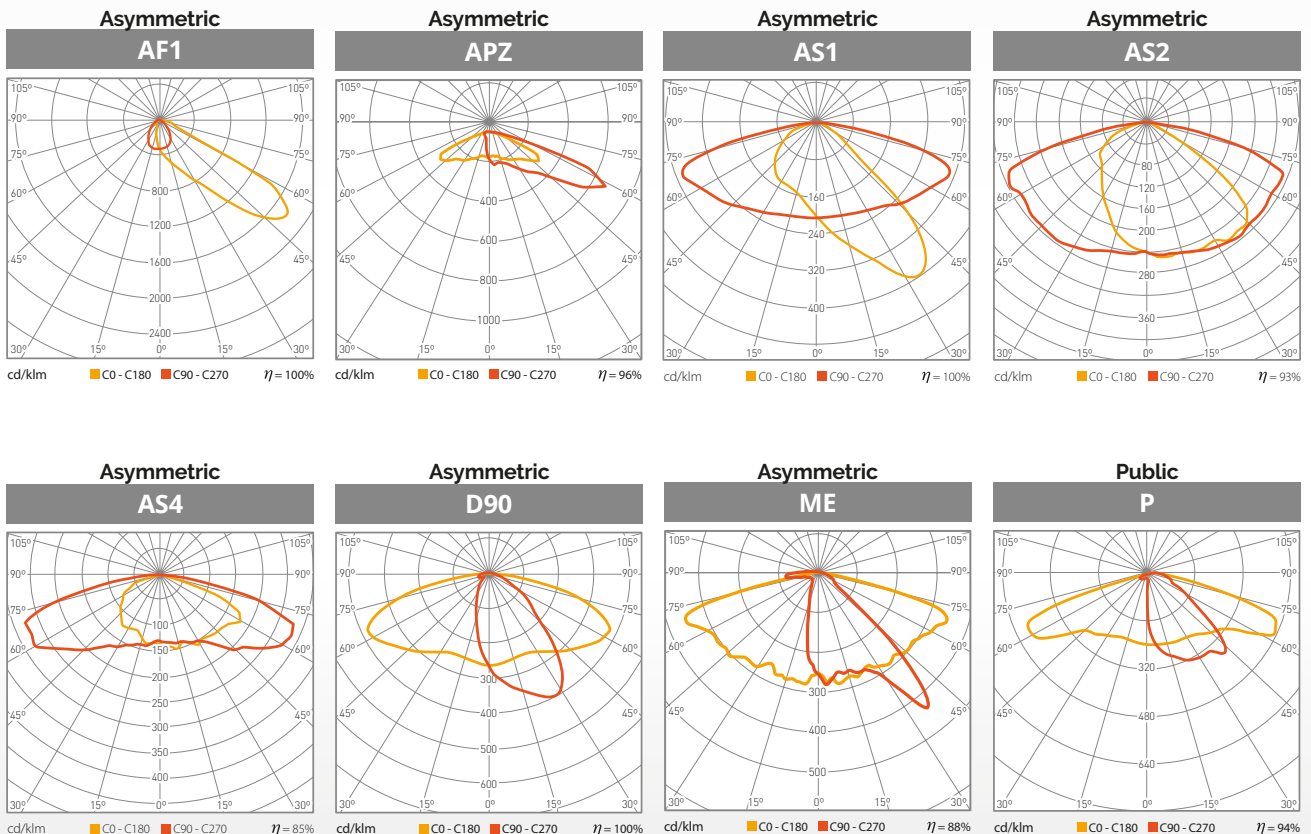 Asymmetric Asymmetric Asymmetric Asymmetric
AF1 APZ AS1 AS2
105º 105º 105º 105º 105º 105º 105º 105º
90º 90º 90º 90º 90º 90º 90º 90º
75º 75º 75º 75º 75º 75º 75º 75º
80
800 400 160 120
60º 60º 60º 60º 60º 60º 60º 60º
160
1200 600 240 200
45º 1600 45º 45º 45º 45º 320 45º 45º 280 45º
2000 800 400 360
2400 1000
30º 15º 0º 15º 30º 30º 15º 0º 15º 30º 30º 15º 0º 15º 30º 30º 15º 0º 15º 30º
cd/klm C0 - C180 C90 - C270 η = 100% cd/klm C0 - C180 C90 - C270 η = 96% cd/klm C0 - C180 C90 - C270 η = 100% cd/klm C0 - C180 C90 - C270 η = 93%
Asymmetric Asymmetric Asymmetric Public
AS4 D90 ME P
105º 105º 105º 105º 105º 105º 105º 105º
90º 90º 90º 90º 90º 90º 90º 90º
75º 75º 75º 75º 75º 75º 75º 75º
100
60º 150 60º 60º 60º 60º 60º 60º 60º
200 300 300 320
45º 250 45º 45º 400 45º 45º 400 45º 45º 480 45º
300
350 500 500 640
400 600
30º 15º 0º 15º 30º 30º 15º 0º 15º 30º 30º 15º 0º 15º 30º 30º 15º 0º 15º 30º
cd/klm C0 - C180 C90 - C270 η = 85% cd/klm C0 - C180 C90 - C270 η = 100% cd/klm C0 - C180 C90 - C270 η = 88% cd/klm C0 - C180 C90 - C270 η = 94%